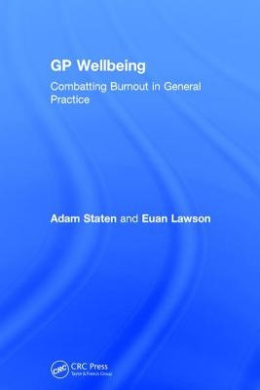 GP Wellbeing
Combatting Burnout in General
Practice
Adam Staten and Euan Lawson
CRC Press
Taylor & Francis Group